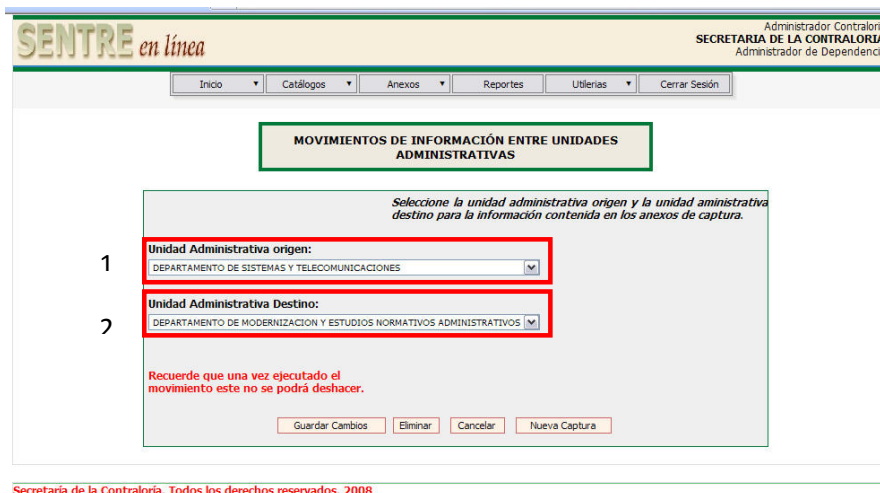 SENTRE en línea
Administrador Contralorí
SECRETARIA DE LA CONTRALORIA
Administrador de Dependenci
Inicio Catálogos Anexos Reportes Utilerias Cerrar Sesión
MOVIMIENTOS DE INFORMACIÓN ENTRE UNIDADES
ADMINISTRATIVAS
Seleccione la unidad administrativa origen y la unidad aministrativa
destino para la información contenida en los anexos de captura.
1
Unidad Administrativa origen:
DEPARTAMENTO DE SISTEMAS Y TELECOMUNICACIONES
2
Unidad Administrativa Destino:
DEPARTAMENTO DE MODERNIZACION Y ESTUDIOS NORMATIVOS ADMINISTRATIVOS
Recuerde que una vez ejecutado el
movimiento este no se podrá deshacer.
Guardar Cambios Eliminar Cancelar Nueva Captura
Secretaría de la Contraloría. Todos los derechos reservados. 2008